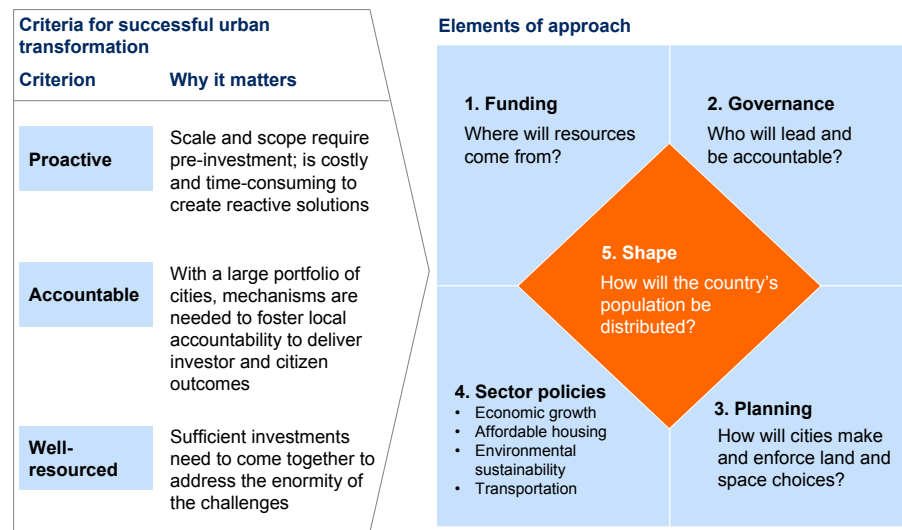 Criteria for successful urban
transformation
Criterion
Why it matters
Proactive
Scale and scope require
pre-investment; is costly
and time-consuming to
create reactive solutions
Accountable
With a large portfolio of
cities, mechanisms are
needed to foster local
accountability to deliver
investor and citizen
outcomes
Well-
resourced
Sufficient investments
need to come together to
address the enormity of
the challenges
Elements of approach
1. Funding
Where will resources
come from?
2. Governance
Who will lead and
be accountable?
5. Shape
How will the country's
population be
distributed?
4. Sector policies
• Economic growth
• Affordable housing
• Environmental
sustainability
• Transportation
3. Planning
How will cities make
and enforce land and
space choices?